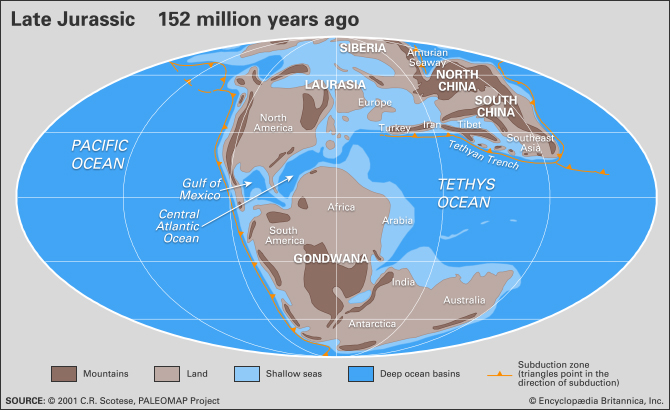 Late Jurassic 152 million years ago
SIBERIA
Amurian
Seaway
LAURASIA
NORTH
CHINA
Europe
SOUTH
CHINA
North
America
Turkey
Iran
Tibet
Southeast
Asia
PACIFIC
OCEAN
Tethyan Trench
Gulf of
Mexico
TETHYS
OCEAN
Central
Atlantic
Ocean
Africa
Arabia
South
America
GONDWANA
India
Australia
Antarctica
Mountains
Land
Shallow seas
Deep ocean basins
Subduction zone
(triangles point in the
direction of subduction)
SOURCE: © 2001 C.R. Scotese, PALEOMAP Project
© Encyclopædia Britannica, Inc.